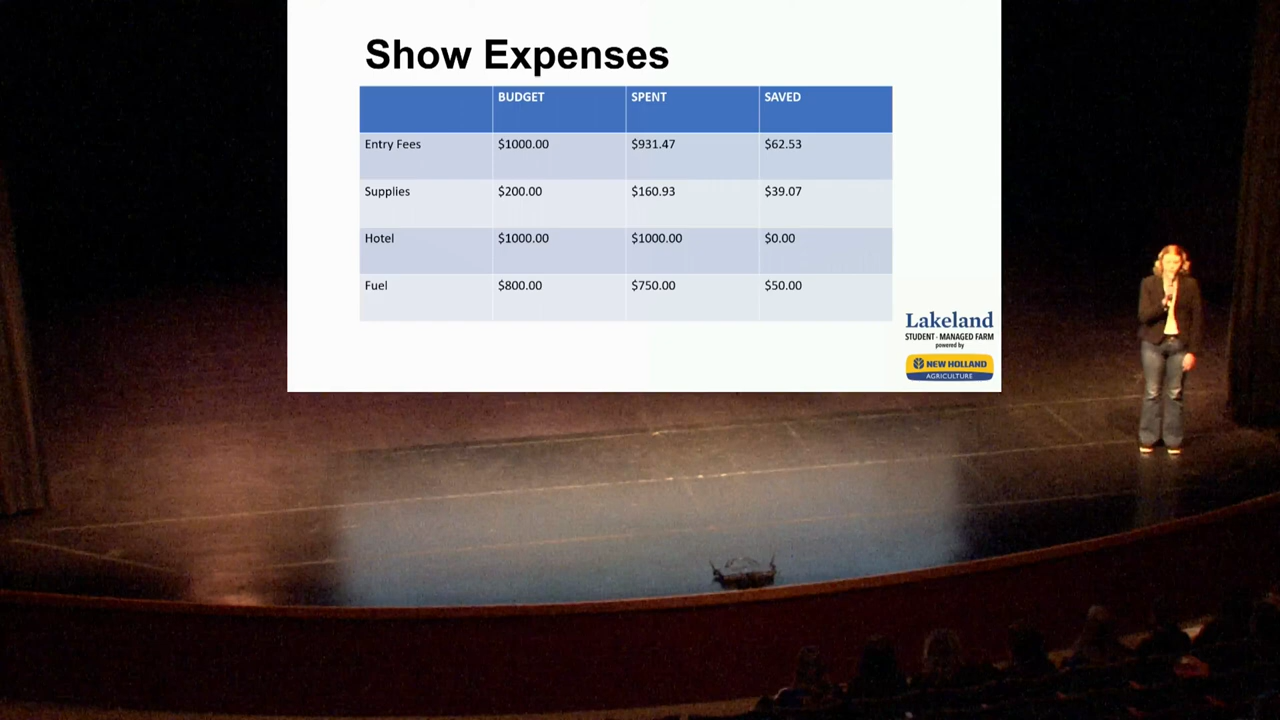 Show Expenses
BUDGET SPENT SAVED
Entry Fees $1000.00 $931.47 $62.53
Supplies $200.00 $160.93 $39.07
Hotel $1000.00 $1000.00 $0.00
Fuel $800.00 $750.00 $50.00
Lakeland
STUDENT - MANAGED FARM
powered by
NEW HOLLAND
AGRICULTURE